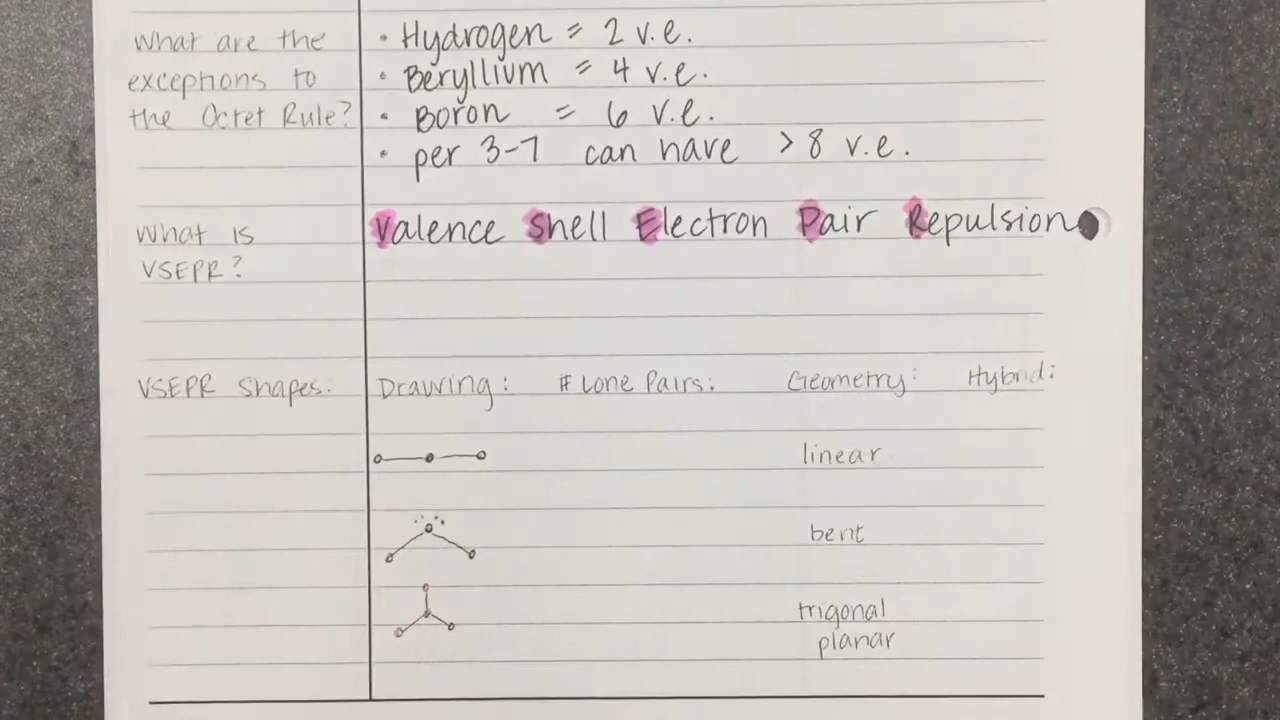 What are the exceptions to the Octet Rule?
• Hydrogen = 2 v.e.
• Beryllium = 4 v.e.
• Boron = 6 v.e.
• per 3-7 can have > 8 v.e.
What is VSEPR?
Valence Shell Electron Pair Repulsion
VSEPR Shapes: Drawing: # Lone Pairs: Geometry: Hybrid:
linear
bent
trigonal
planar